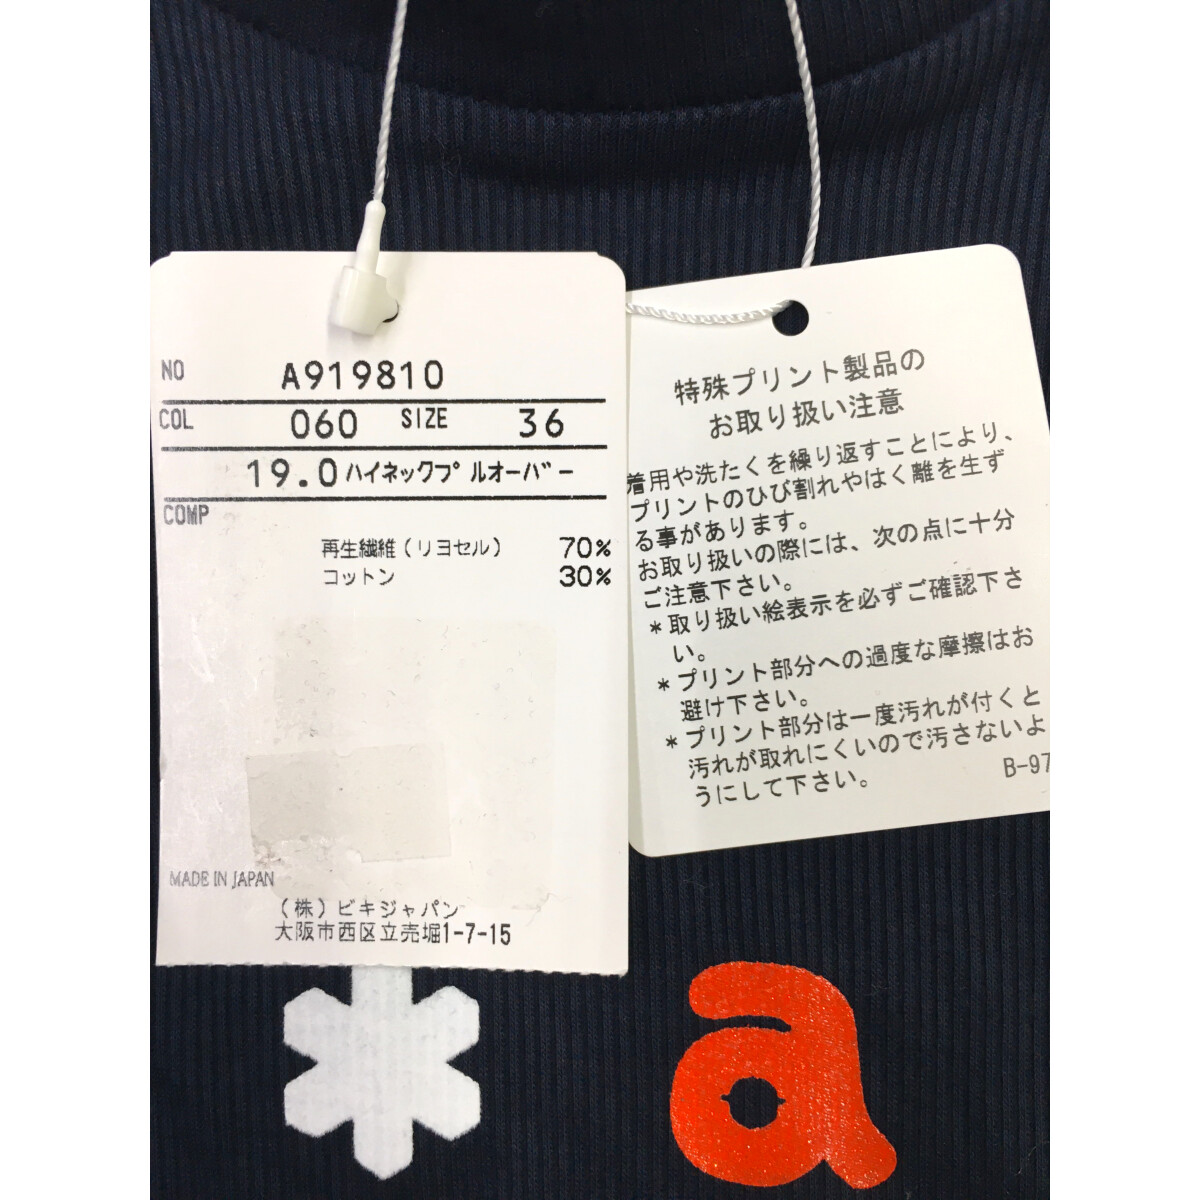 NO A919810
COL 060 SIZE 36
19.0 ハイネックプルオーバー
COMP
再生繊維(リヨセル) 70%
コットン 30%
MADE IN JAPAN
(株)ビキジャパン
大阪市西区立売堀1-7-15
特殊プリント製品の
お取り扱い注意
着用や洗たくを繰り返すことにより、
プリントのひび割れやはく離を生ず
る事があります。
お取り扱いの際には、次の点に十分
ご注意下さい。
*取り扱い絵表示を必ずご確認下さ
い。
*プリント部分への過度な摩擦はお
避け下さい。
*プリント部分は一度汚れが付くと
汚れが取れにくいので汚さないよ
うにして下さい。
B-97
a